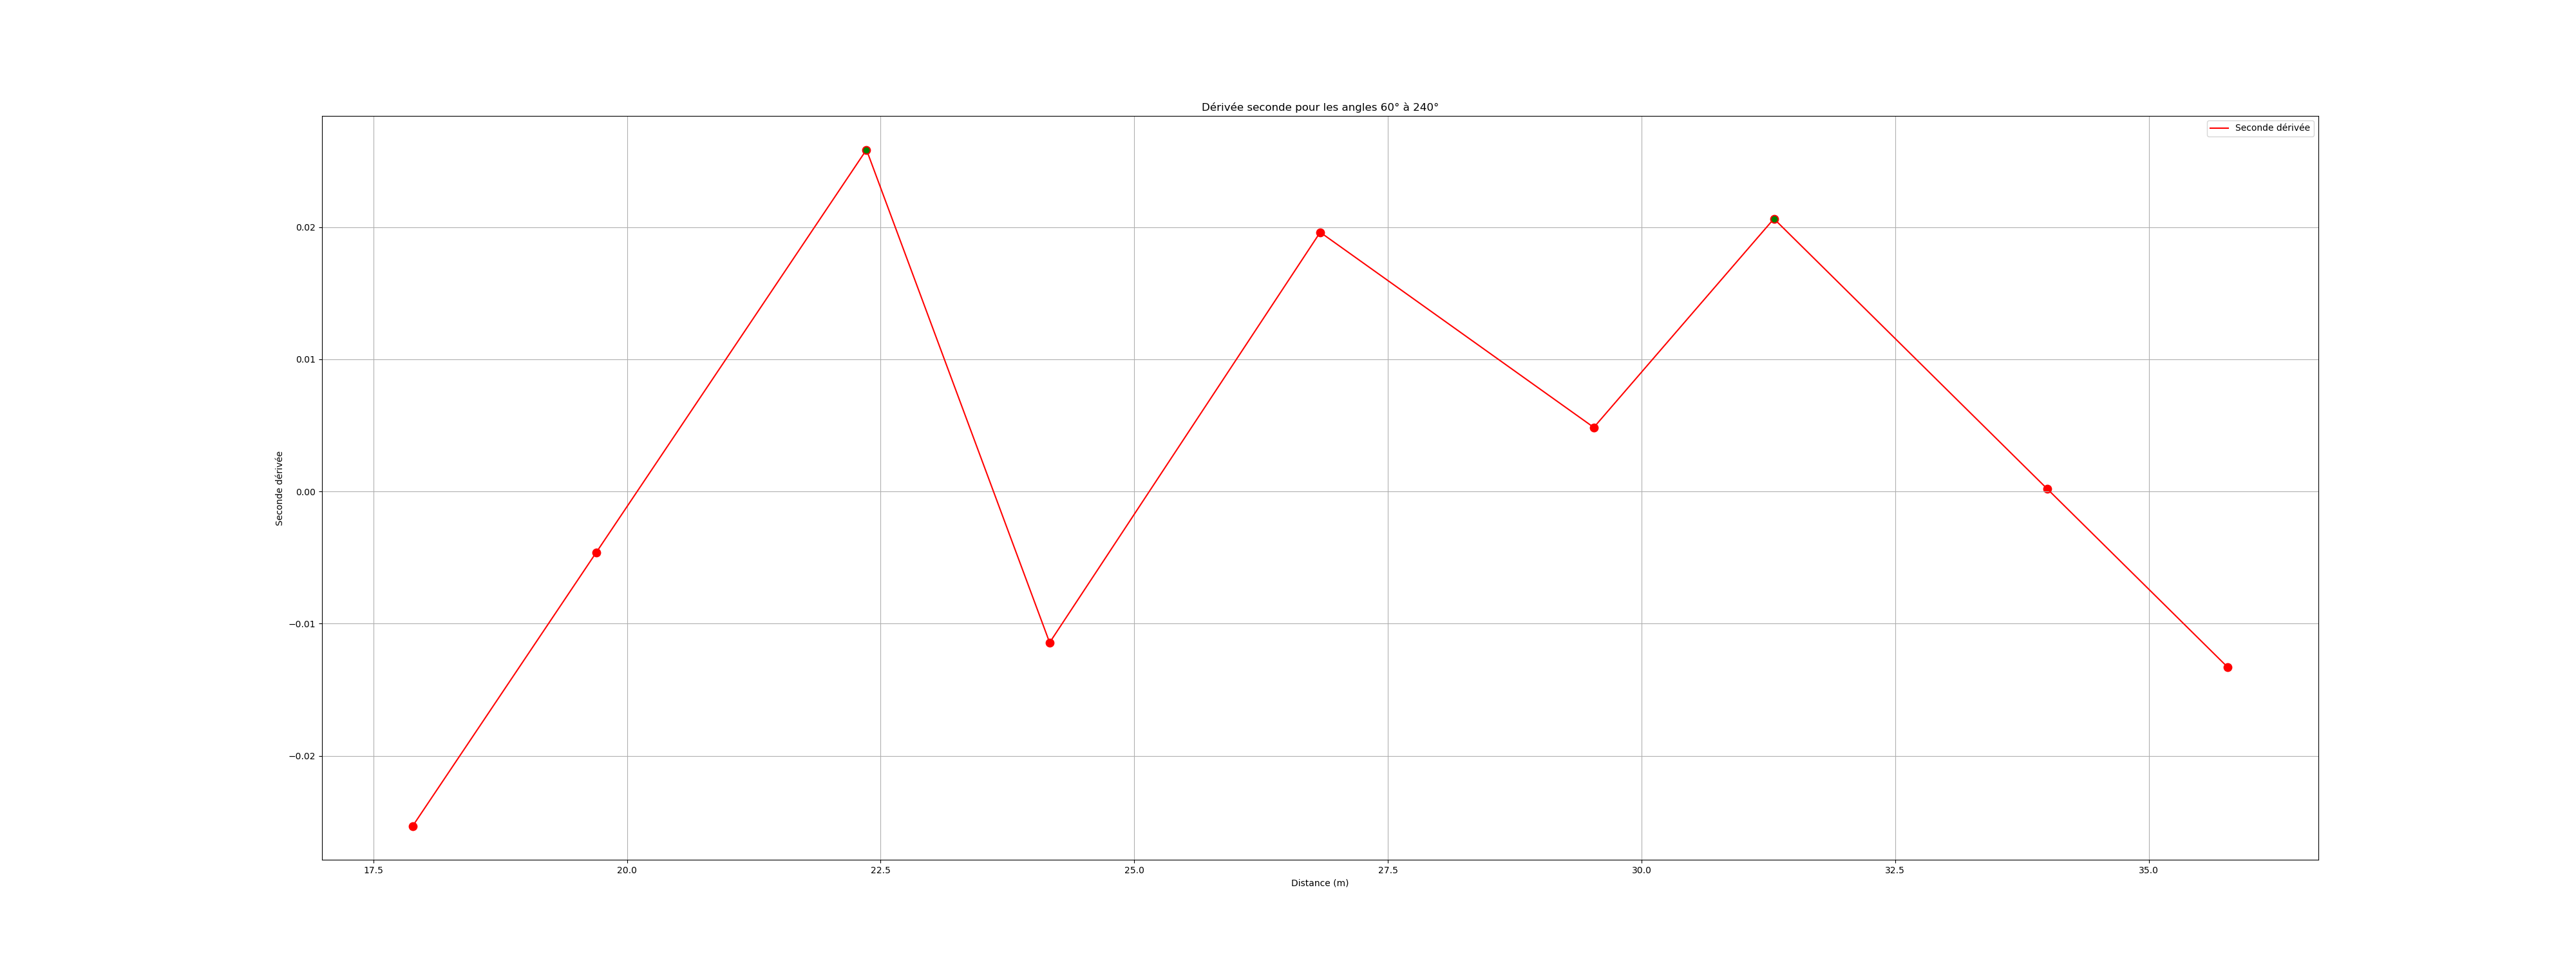 Dérivée seconde pour les angles 60° à 240°
Seconde dérivée
0.02
0.01
0.00
−0.01
−0.02
Seconde dérivée
17.5 20.0 22.5 25.0 27.5 30.0 32.5 35.0
Distance (m)